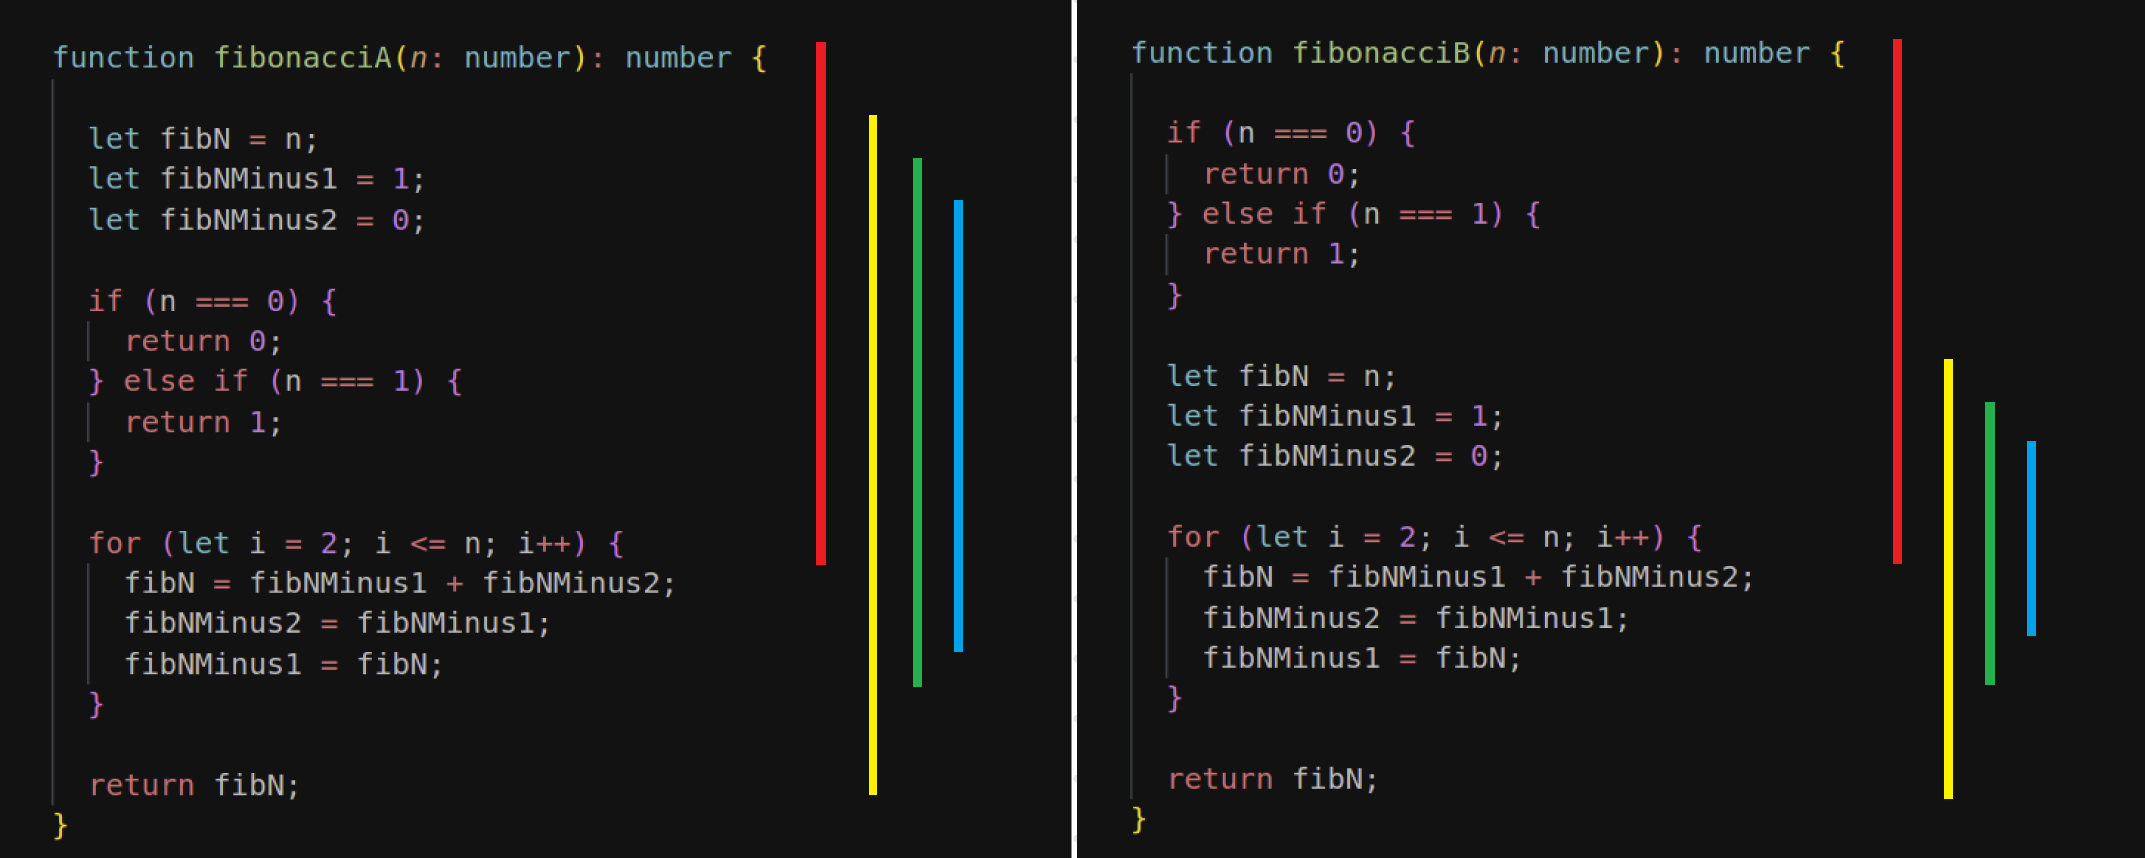 function fibonacciA(n: number): number {
let fibN = n;
let fibNMinus1 = 1;
let fibNMinus2 = 0;
if (n === 0) {
return 0;
} else if (n === 1) {
return 1;
}
for (let i = 2; i <= n; i++) {
fibN = fibNMinus1 + fibNMinus2;
fibNMinus2 = fibNMinus1;
fibNMinus1 = fibN;
}
return fibN;
}
function fibonacciB(n: number): number {
if (n === 0) {
return 0;
} else if (n === 1) {
return 1;
}
let fibN = n;
let fibNMinus1 = 1;
let fibNMinus2 = 0;
for (let i = 2; i <= n; i++) {
fibN = fibNMinus1 + fibNMinus2;
fibNMinus2 = fibNMinus1;
fibNMinus1 = fibN;
}
return fibN;
}